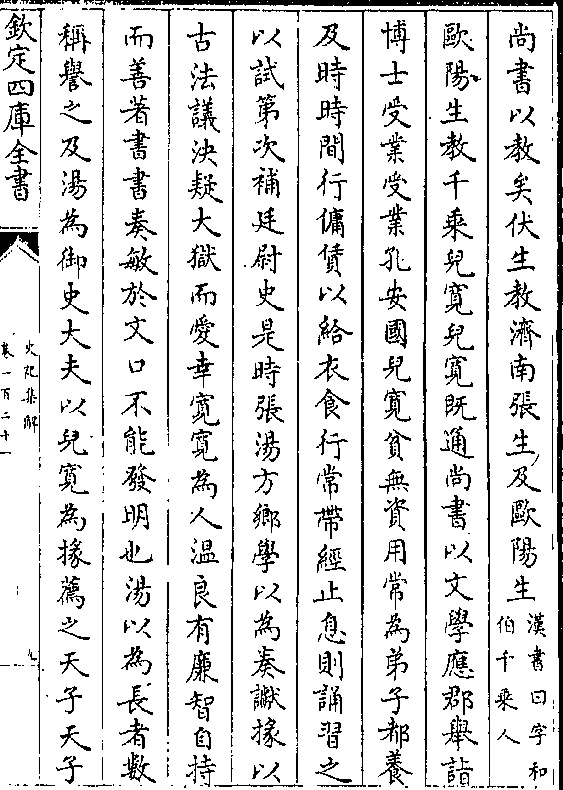 尚書以教矣伏生教濟南張生及歐陽生漢書曰字和伯千乘人
歐陽生教千乘兒寛兒寛既通尚書以文學應郡舉詣
博士受業受業孔安國兒寛貧無資用常為弟子都養
及時時間行傭賃以給衣食行常帶經止息則誦習之
以試第次補廷尉史是時張湯方鄉學以為奏讞掾以
古法議決疑大獄而愛幸寛寛為人温良有廉智自持
而善著書書奏敏於文口不能發明也湯以為長者數
稱譽之及湯為御史大夫以兒寛為掾薦之天子天子
欽定四庫全書
史記集解
卷一百二十一
九